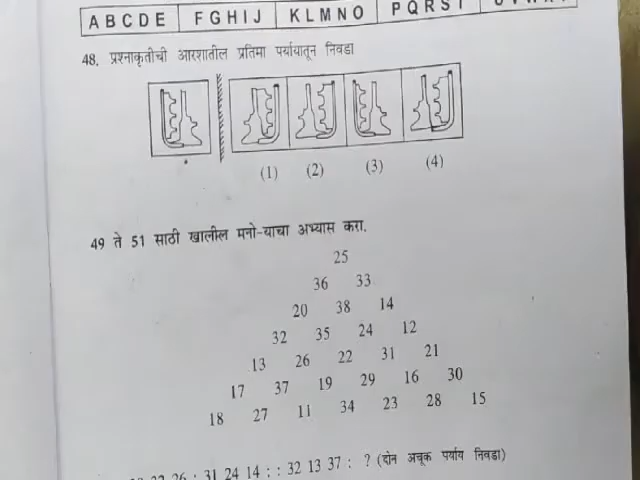 A B C D E F G H I J K L M N O P Q R S T
48. प्रश्नाकृतीची आरशातील प्रतिमा पर्यायातून निवडा
(1) (2) (3) (4)
49 ते 51 साठी खालील मनो-याचा अभ्यास करा.
25
36 33
20 38 14
32 35 24 12
13 26 22 31 21
17 37 19 29 16 30
18 27 11 34 23 28 15
26 : 31 24 14 : : 32 13 37 : ? (दोन अचूक पर्याय निवडा)